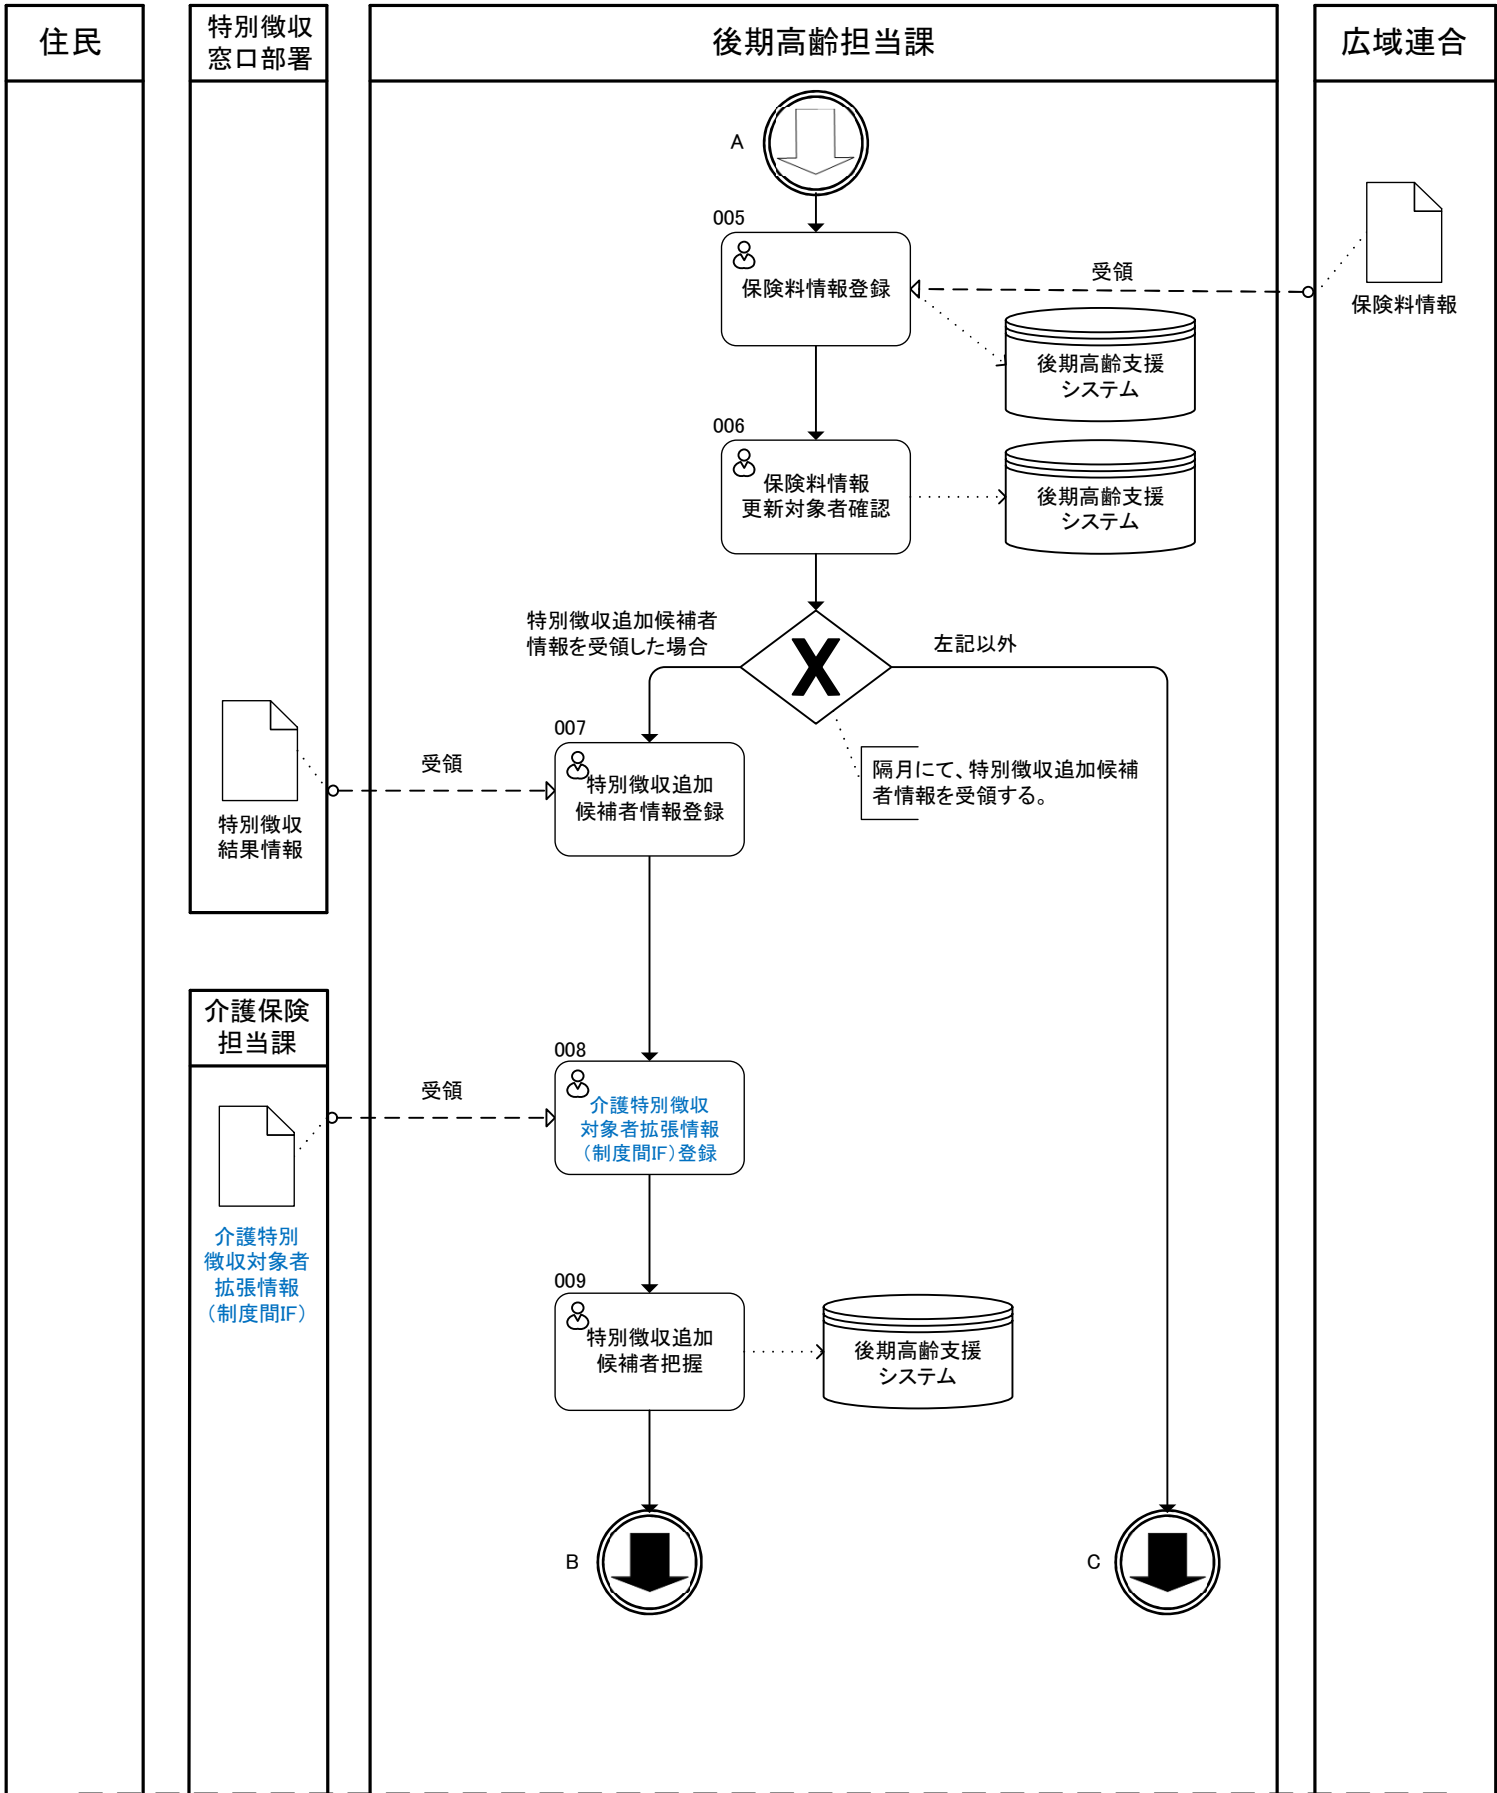 住民
特別徴収
窓口部署
後期高齢担当課
広域連合
A
005
保険料情報登録
受領
保険料情報
後期高齢支援
システム
006
保険料情報
更新対象者確認
後期高齢支援
システム
特別徴収追加候補者
情報を受領した場合
X
左記以外
隔月にて、特別徴収追加候補
者情報を受領する。
特別徴収
結果情報
受領
007
特別徴収追加
候補者情報登録
介護保険
担当課
介護特別
徴収対象者
拡張情報
（制度間IF）
受領
008
介護特別徴収
対象者拡張情報
（制度間IF）登録
009
特別徴収追加
候補者把握
後期高齢支援
システム
B
C